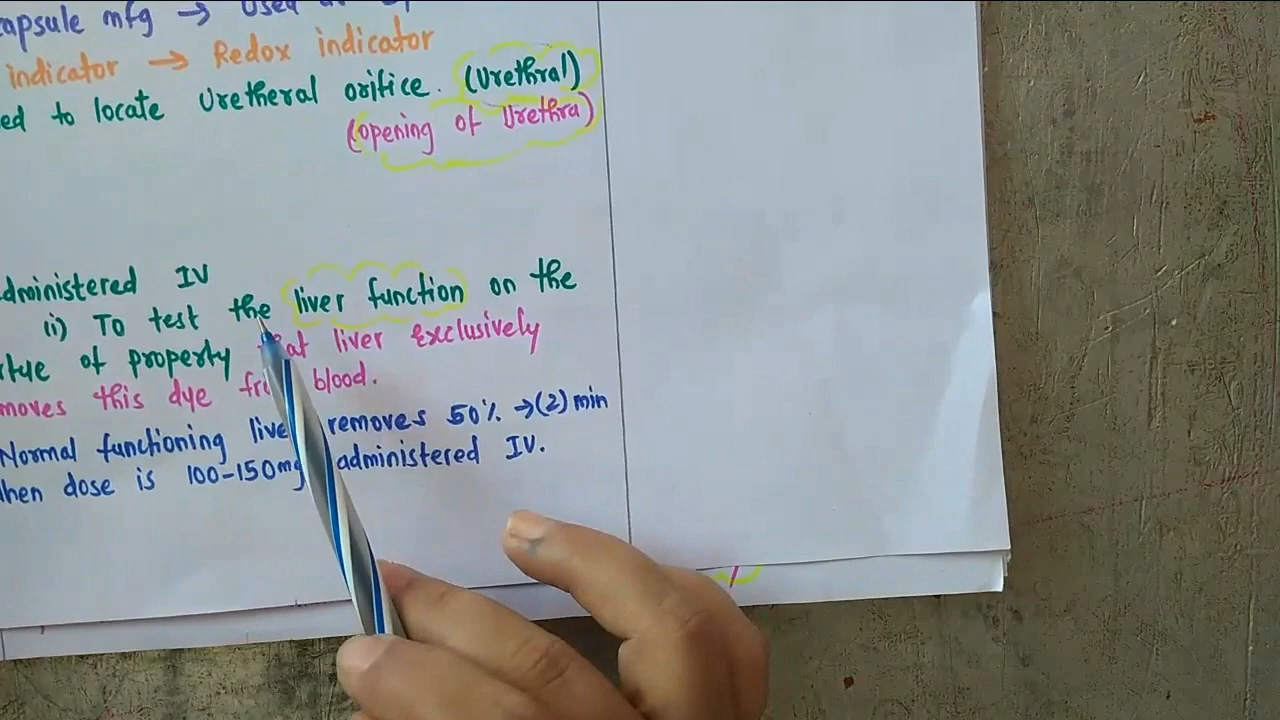 apsule mfg → Used
indicator → Redox indicator
ed to locate Uretheral orifice. (Urethral)
(opening of Urethra)
dministered IV
(i) To test the liver function on the
rtue of property that liver exclusively
moves this dye blood.
Normal functioning liver removes 50% → (2) min
hen dose is 100-150mg administered IV.